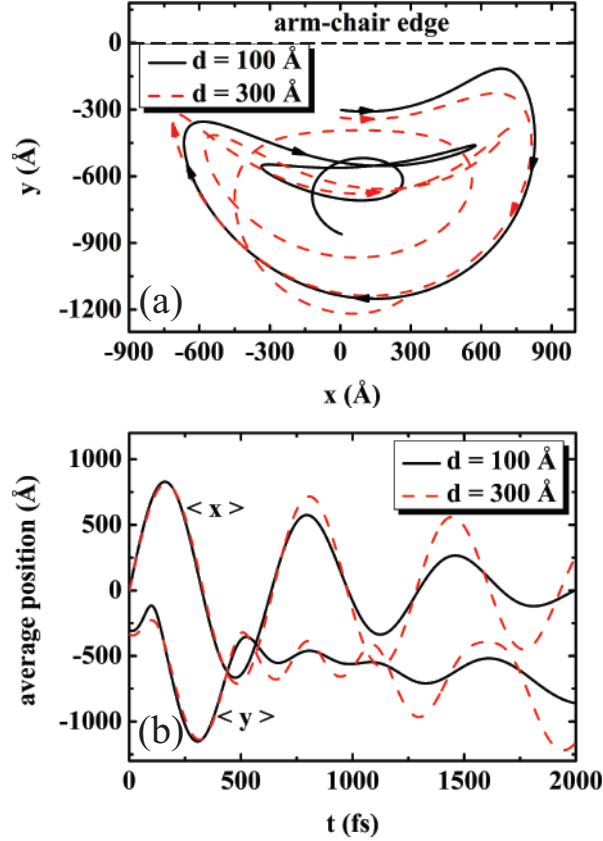 arm-chair edge
0
-300
-600
-900
-1200
y (Å)
d = 100 Å
d = 300 Å
(a)
-900 -600 -300 0 300 600 900
x (Å)
1000
500
0
-500
-1000
average position (Å)
d = 100 Å
d = 300 Å
< x >
< y >
(b)
0 500 1000 1500 2000
t (fs)